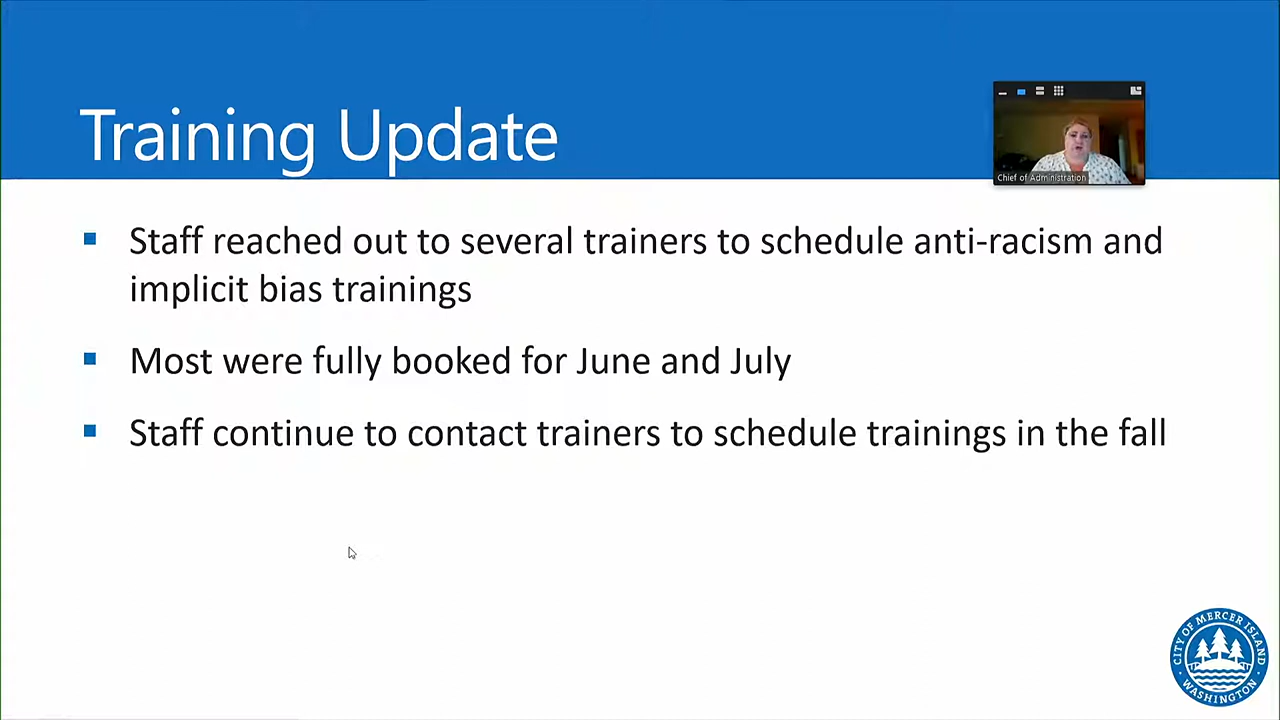 Training Update
Chief of Administration
Staff reached out to several trainers to schedule anti-racism and
implicit bias trainings
Most were fully booked for June and July
Staff continue to contact trainers to schedule trainings in the fall
CITY OF MERCER ISLAND
WASHINGTON